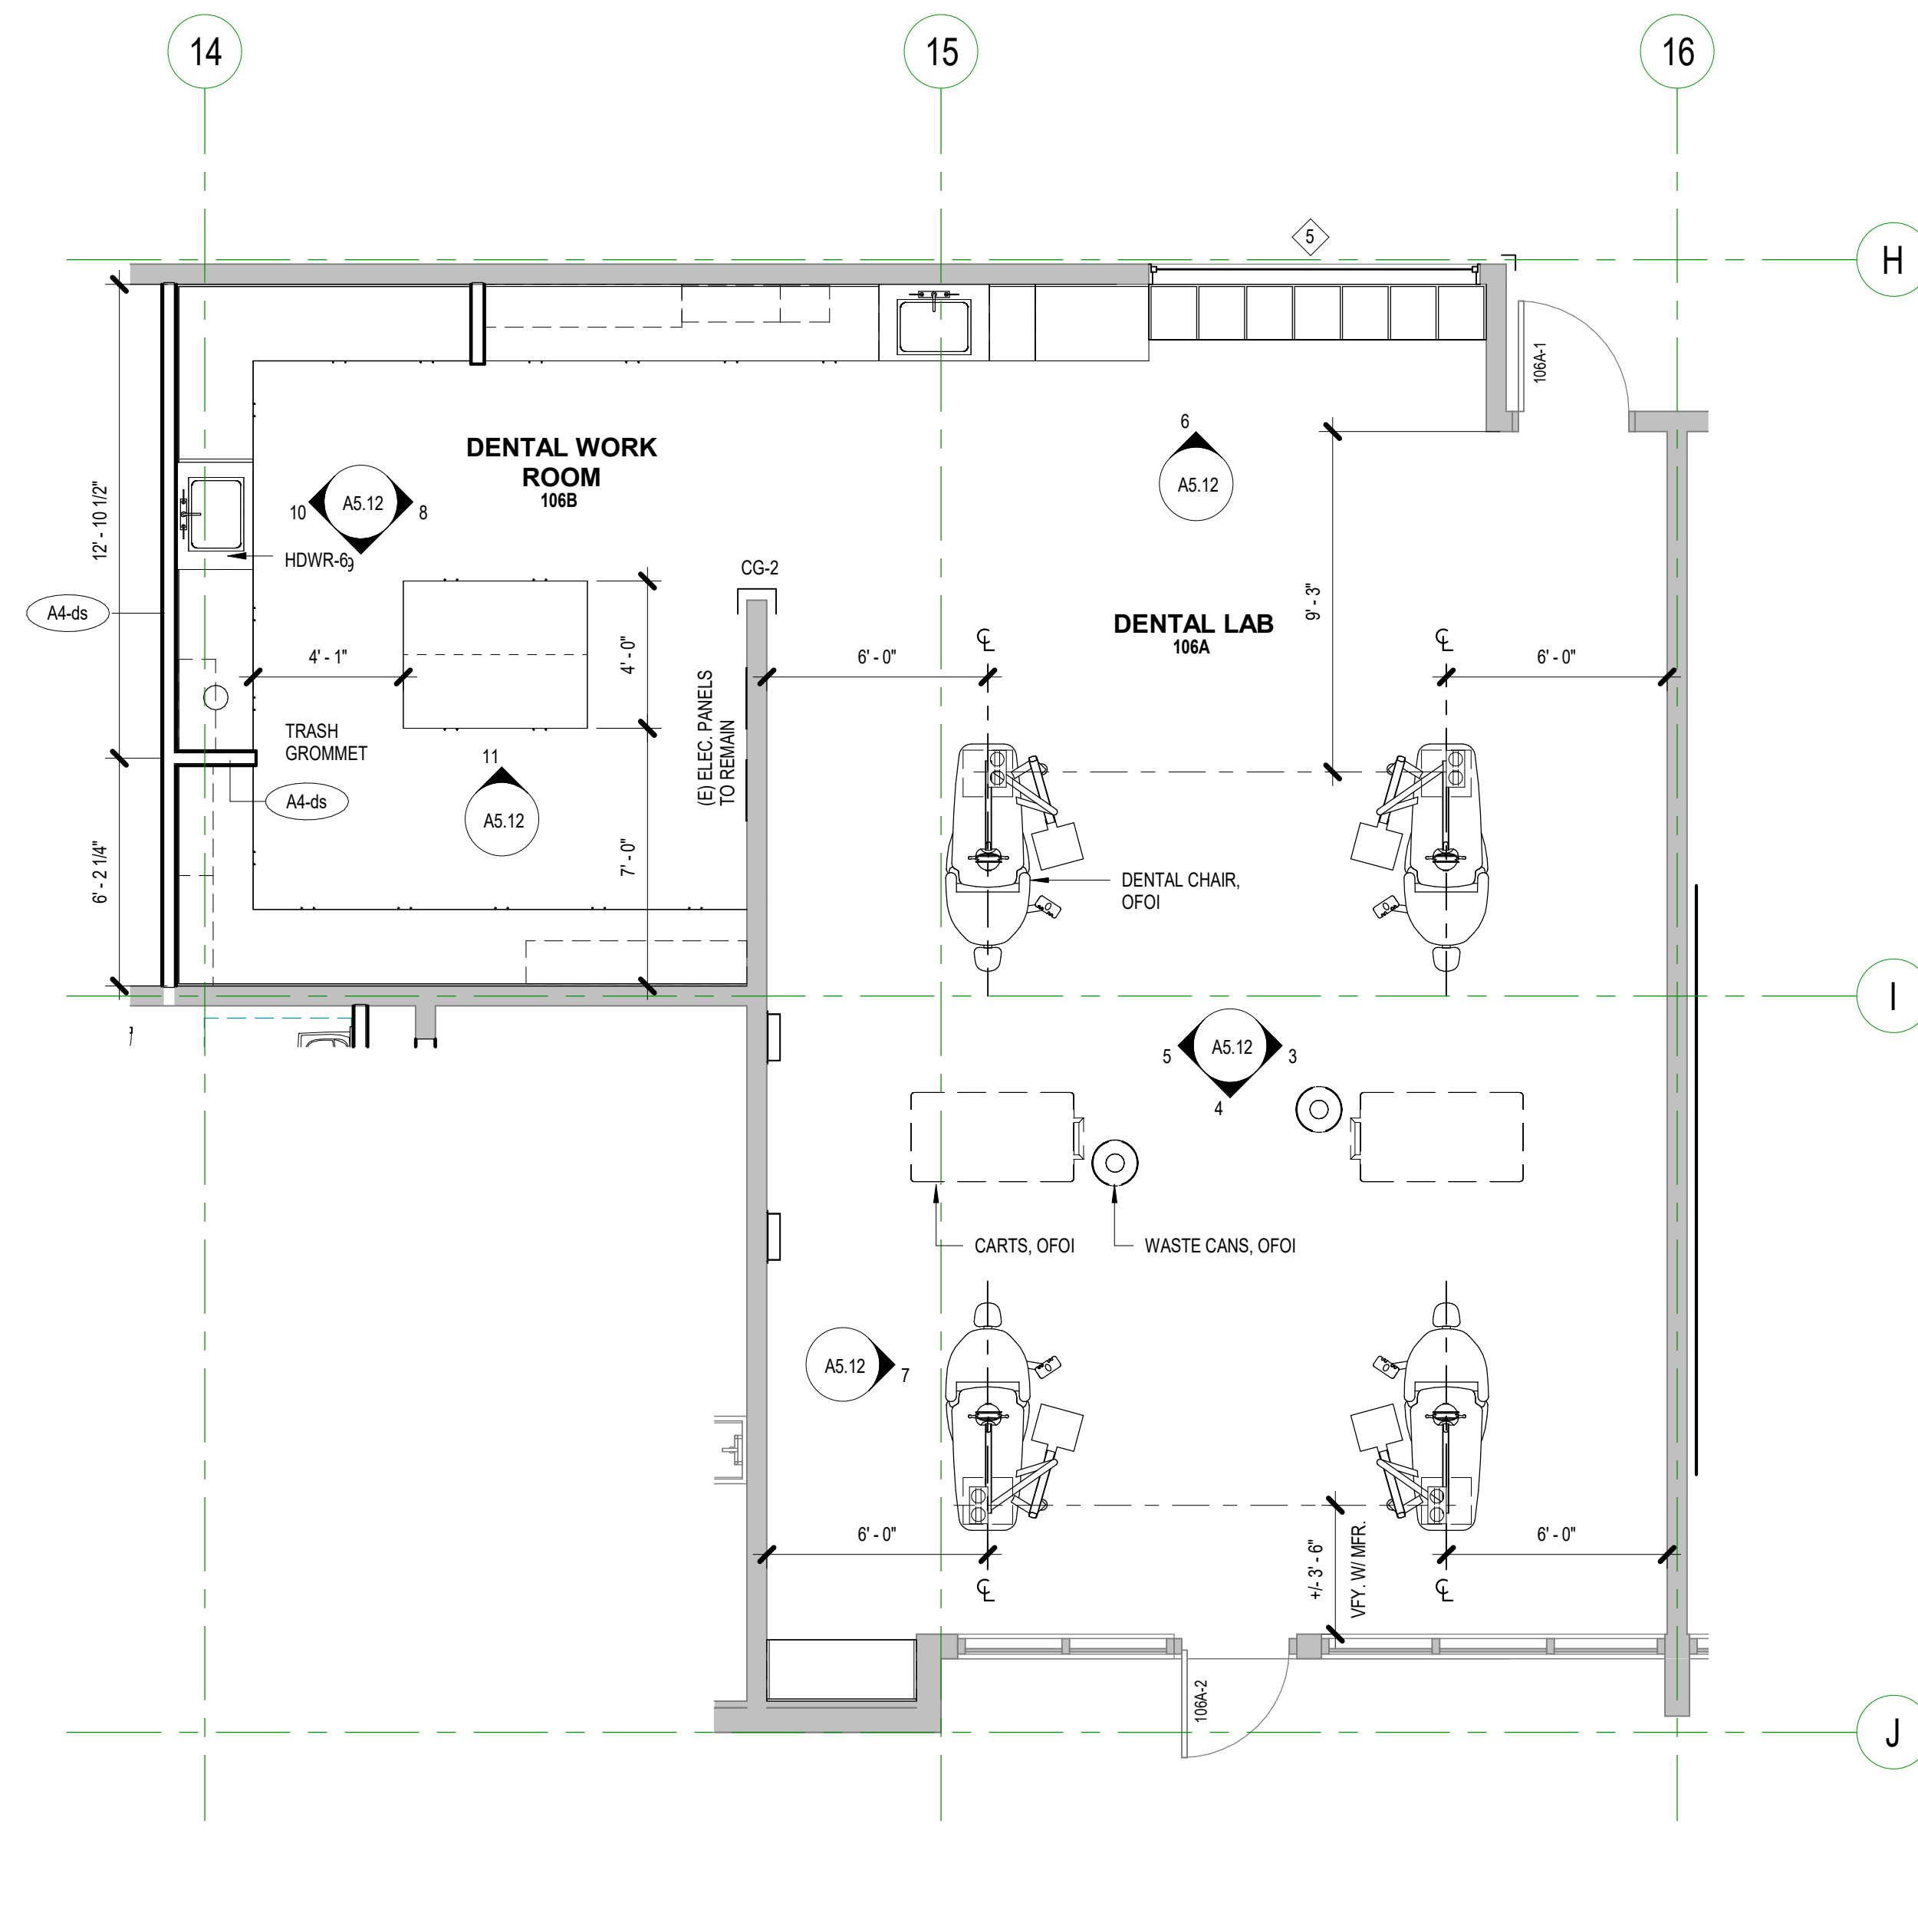 14
15
16
5
H
106A-1
DENTAL WORK
ROOM
106B
6
A5.12
12' - 10 1/2"
10
A5.12
8
9
HDWR-6
CG-2
A4-ds
9' - 3"
DENTAL LAB
106A
℄
℄
4' - 1"
4' - 0"
6' - 0"
6' - 0"
(E) ELEC. PANELS
TO REMAIN
TRASH
GROMMET
11
A5.12
A4-ds
6' - 2 1/4"
7' - 0"
DENTAL CHAIR,
OFOI
I
5
A5.12
3
4
CARTS, OFOI
WASTE CANS, OFOI
A5.12
7
6' - 0"
6' - 0"
+/- 3' - 6"
VFY. W/ MFR.
℄
℄
106A-2
J